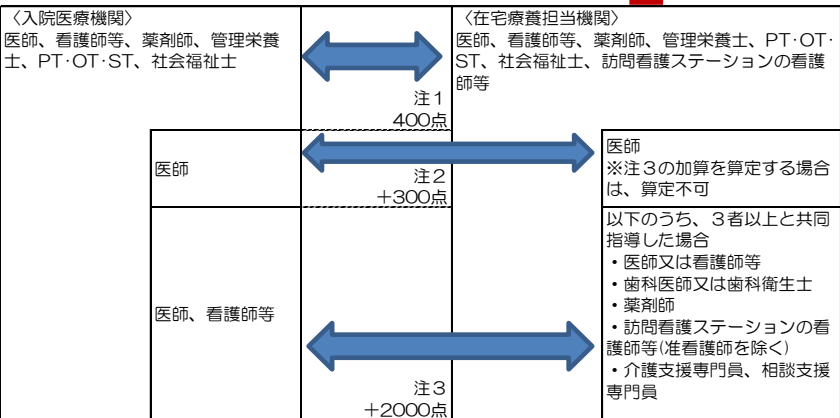 〈入院医療機関〉
医師、看護師等、薬剤師、管理栄養
士、PT・OT・ST、社会福祉士
注1
400点
〈在宅療養担当機関〉
医師、看護師等、薬剤師、管理栄養士、PT・OT・
ST、社会福祉士、訪問看護ステーションの看護
師等
医師
注2
+300点
医師
※注3の加算を算定する場合
は、算定不可
医師、看護師等
注3
+2000点
以下のうち、3者以上と共同
指導した場合
・医師又は看護師等
・歯科医師又は歯科衛生士
・薬剤師
・訪問看護ステーションの看
護師等(准看護師を除く)
・介護支援専門員、相談支援
専門員